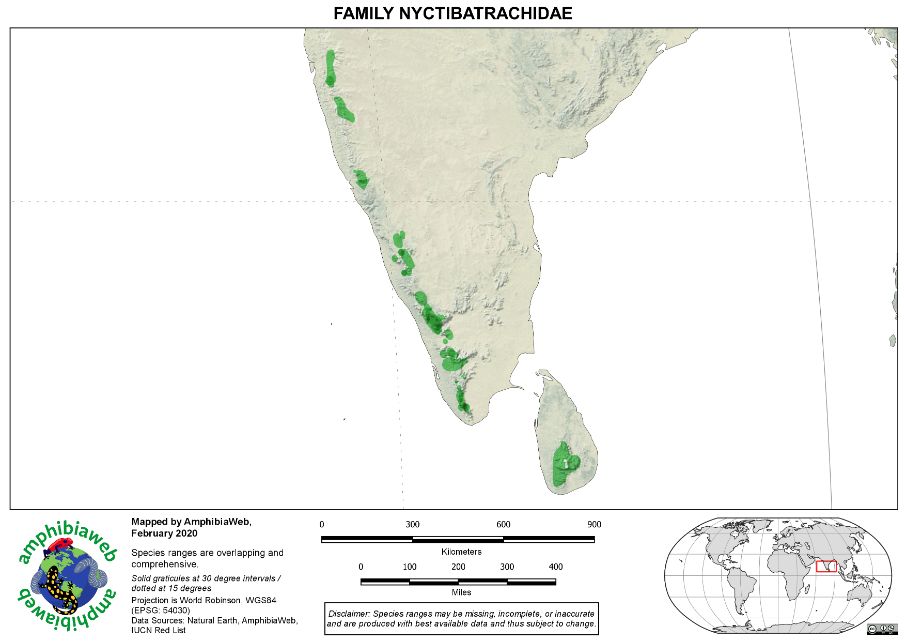 FAMILY NYCTIBATRACHIDAE
1
amphibiaweb
amphibiaweb
Mapped by AmphibiaWeb,
February 2020
Species ranges are overlapping and
comprehensive.
Solid graticules at 30 degree intervals /
dotted at 15 degrees
Projection is World Robinson WGS84
(EPSG: 54030)
Data Sources: Natural Earth, AmphibiaWeb,
IUCN Red List
0 300 600 900
Kilometers
0 100 200 300 400
Miles
Disclaimer: Species ranges may be missing, incomplete, or inaccurate
and are produced with best available data and thus subject to change.